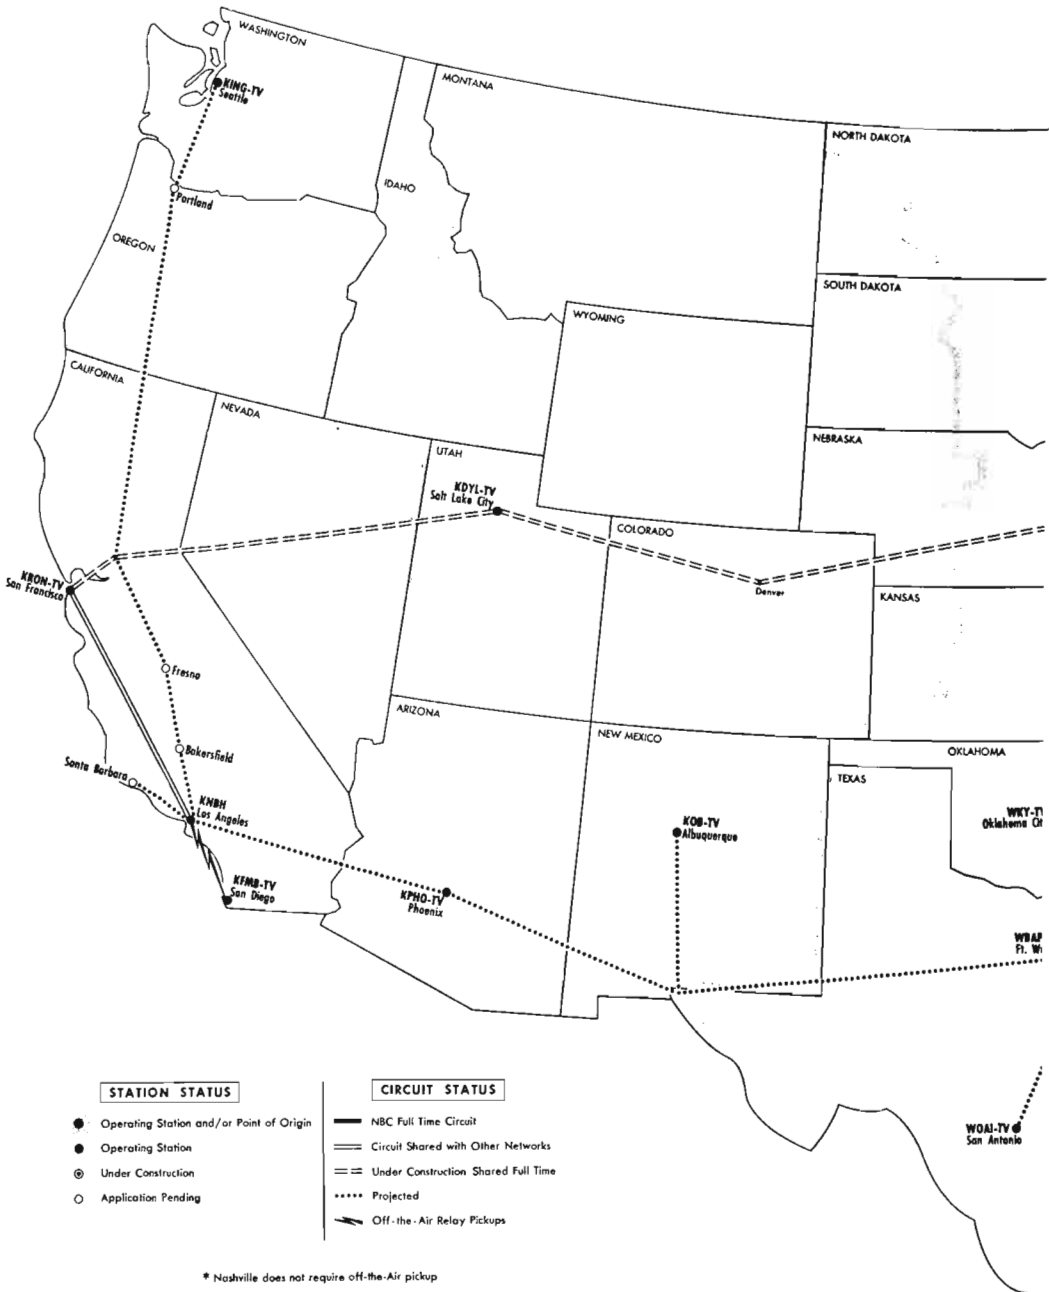 WASHINGTON
MONTANA
KING-TV
Seattle
NORTH DAKOTA
IDAHO
Portland
OREGON
SOUTH DAKOTA
WYOMING
CALIFORNIA
NEVADA
NEBRASKA
UTAH
KDYL-TV
Salt Lake City
COLORADO
KRON-TV
San Francisco
Denver
KANSAS
Fresno
ARIZONA
NEW MEXICO
Bakersfield
OKLAHOMA
Santa Barbara
TEXAS
KNBH
Los Angeles
KOB-TV
Albuquerque
WKY-T
Oklahoma Cit
KFMB-TV
San Diego
KPHO-TV
Phoenix
WBAP
Ft. W
STATION STATUS
Operating Station and/or Point of Origin
Operating Station
Under Construction
Application Pending
CIRCUIT STATUS
NBC Full Time Circuit
Circuit Shared with Other Networks
Under Construction Shared Full Time
Projected
Off-the-Air Relay Pickups
WOAI-TV
San Antonio
* Nashville does not require off-the-Air pickup